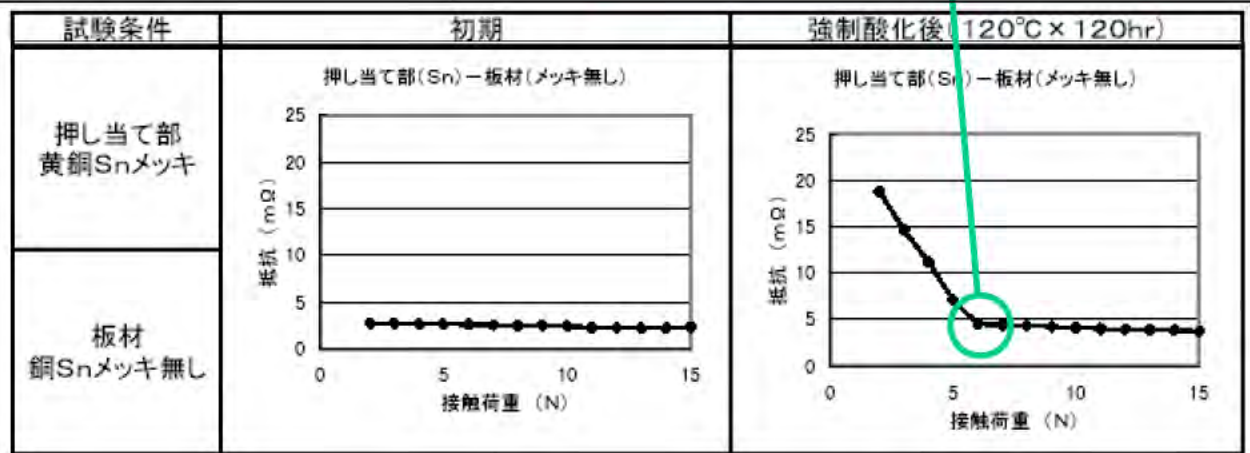 試験条件
初期
強制酸化後(120℃×120hr)
押し当て部
黄銅Snメッキ
板材
銅Snメッキ無し
押し当て部(Sn)－板材(メッキ無し)
25
20
15
10
5
0
抵抗 (mΩ)
0 5 10 15
接触荷重 (N)
押し当て部(Sn)－板材(メッキ無し)
25
20
15
10
5
0
抵抗 (mΩ)
0 5 10 15
接触荷重 (N)